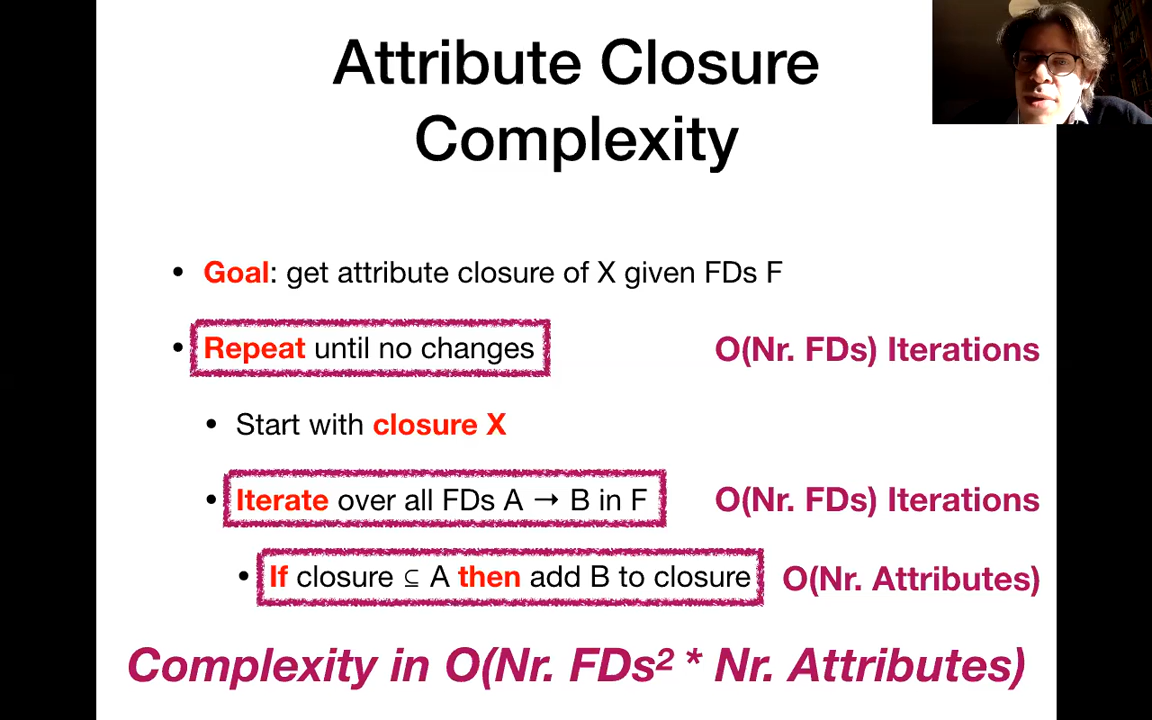 Attribute Closure
Complexity
• Goal: get attribute closure of X given FDs F
• Repeat until no changes O(Nr. FDs) Iterations
• Start with closure X
• Iterate over all FDs A → B in F O(Nr. FDs) Iterations
• If closure ⊆ A then add B to closure O(Nr. Attributes)
Complexity in O(Nr. FDs² * Nr. Attributes)